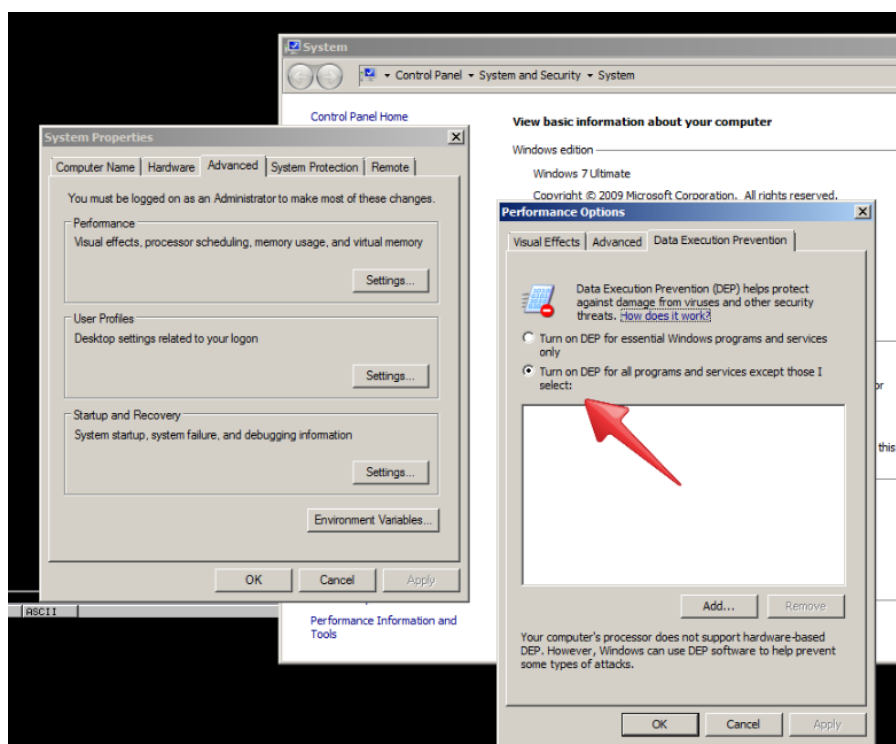 System
Control Panel
System and Security
System
Control Panel Home
View basic information about your computer
Windows edition
Windows 7 Ultimate
Copyright © 2009 Microsoft Corporation. All rights reserved.
System Properties
Computer Name
Hardware
Advanced
System Protection
Remote
You must be logged on as an Administrator to make most of these changes.
Performance
Visual effects, processor scheduling, memory usage, and virtual memory
Settings...
User Profiles
Desktop settings related to your logon
Settings...
Startup and Recovery
System startup, system failure, and debugging information
Settings...
Environment Variables...
OK
Cancel
Apply
ASCII
Performance Information and
Tools
Performance Options
Visual Effects
Advanced
Data Execution Prevention
Data Execution Prevention (DEP) helps protect
against damage from viruses and other security
threats. How does it work?
Turn on DEP for essential Windows programs and services
only
Turn on DEP for all programs and services except those I
select:
Add...
Remove
Your computer's processor does not support hardware-based
DEP. However, Windows can use DEP software to help prevent
some types of attacks.
OK
Cancel
Apply
or
this